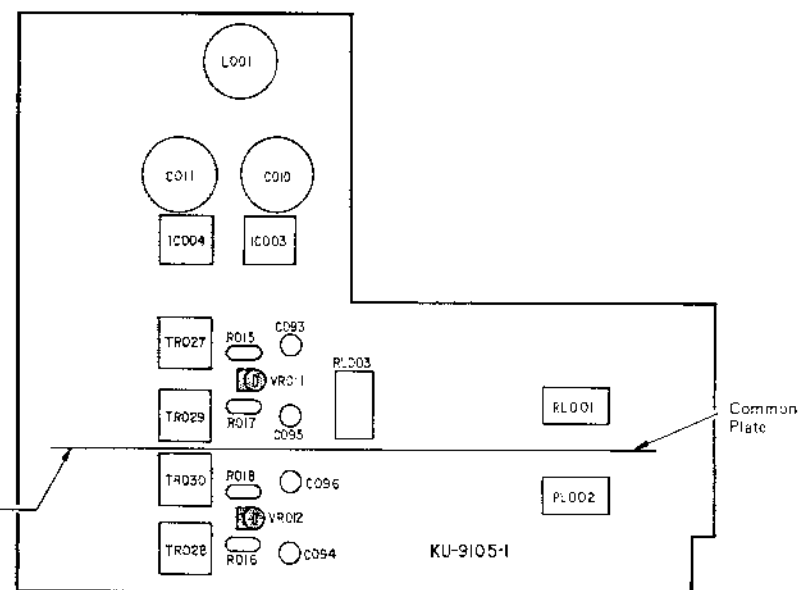 L001
C011 C010
IC004 IC003
TR027 R015 C093
RL003
VR011
TR029 R017 C095
RL001
Common
Plate
TR030 R018 C096
RL002
VR012
TR028 R016 C094
KU-9105-1